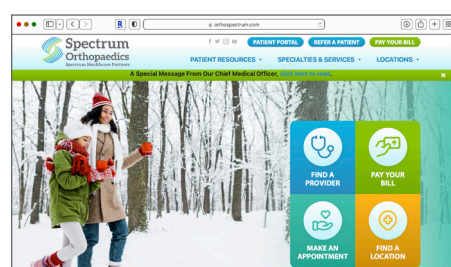 orthospectrum.com
Spectrum
Orthopaedics
Spectrum Healthcare Partners
PATIENT PORTAL
REFER A PATIENT
PAY YOUR BILL
PATIENT RESOURCES
SPECIALTIES & SERVICES
LOCATIONS
A Special Message From Our Chief Medical Officer, click here to read.
FIND A
PROVIDER
PAY YOUR
BILL
MAKE AN
APPOINTMENT
FIND A
LOCATION